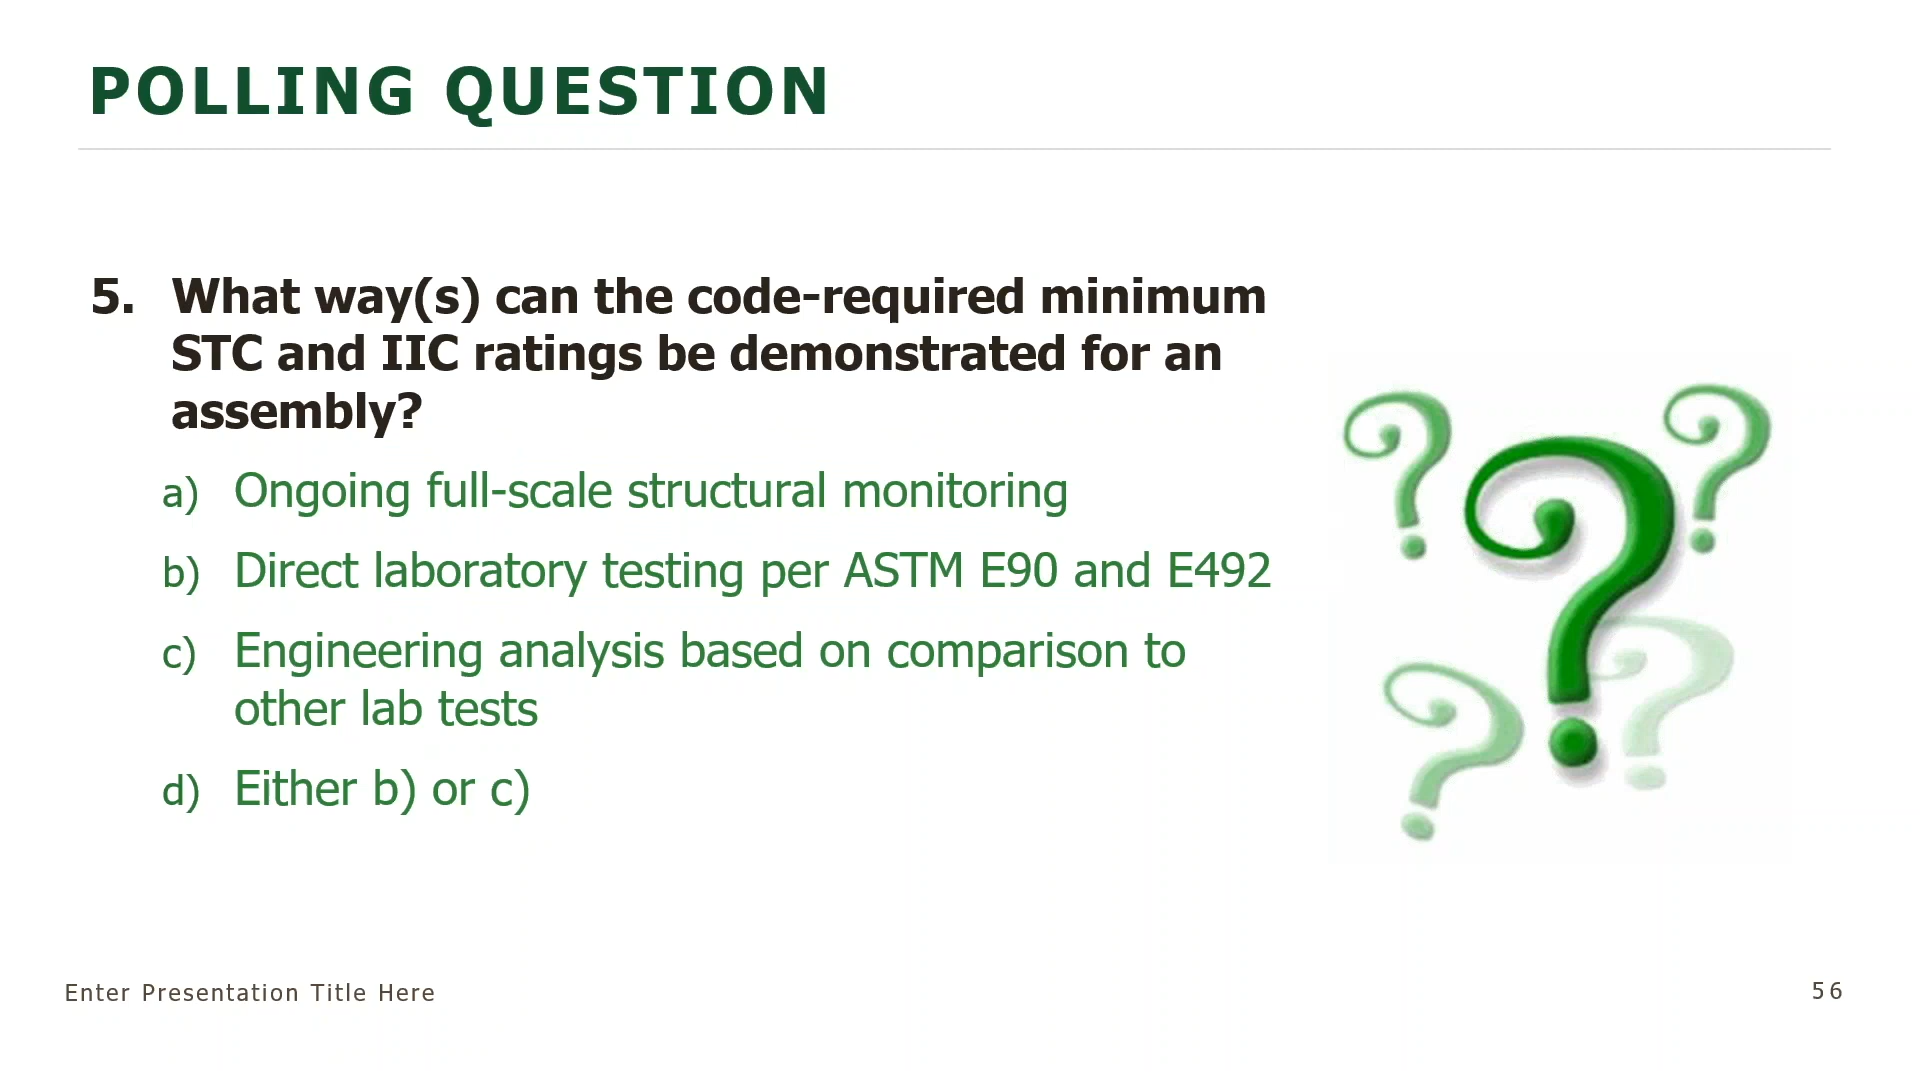 POLLING QUESTION
5. What way(s) can the code-required minimum
STC and IIC ratings be demonstrated for an
assembly?
a) Ongoing full-scale structural monitoring
b) Direct laboratory testing per ASTM E90 and E492
c) Engineering analysis based on comparison to
other lab tests
d) Either b) or c)
Enter Presentation Title Here
56